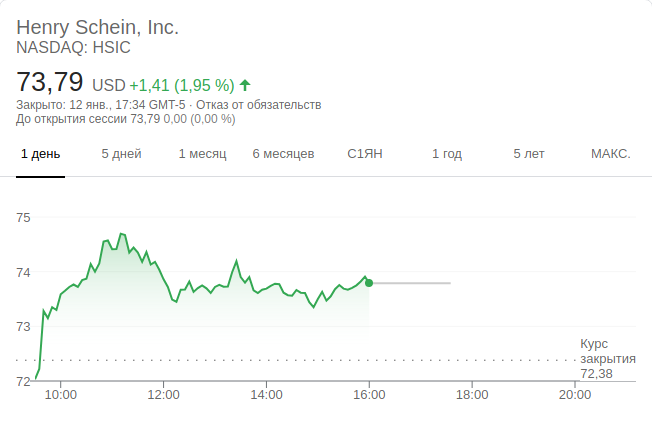 Henry Schein, Inc.
NASDAQ: HSIC
73,79 USD +1,41 (1,95 %)
Закрыто: 12 янв., 17:34 GMT-5 · Отказ от обязательств
До открытия сессии 73,79 0,00 (0,00 %)
1 день 5 дней 1 месяц 6 месяцев С1ЯН 1 год 5 лет МАКС.
75
74
73
Курс
закрытия
72,38
72
10:00 12:00 14:00 16:00 18:00 20:00